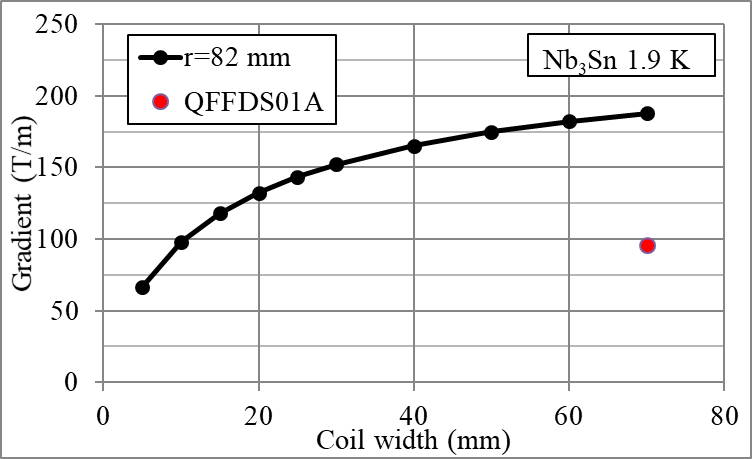 250
200
150
100
50
0
Gradient (T/m)
r=82 mm
QFFDS01A
Nb₃Sn 1.9 K
0 20 40 60 80
Coil width (mm)